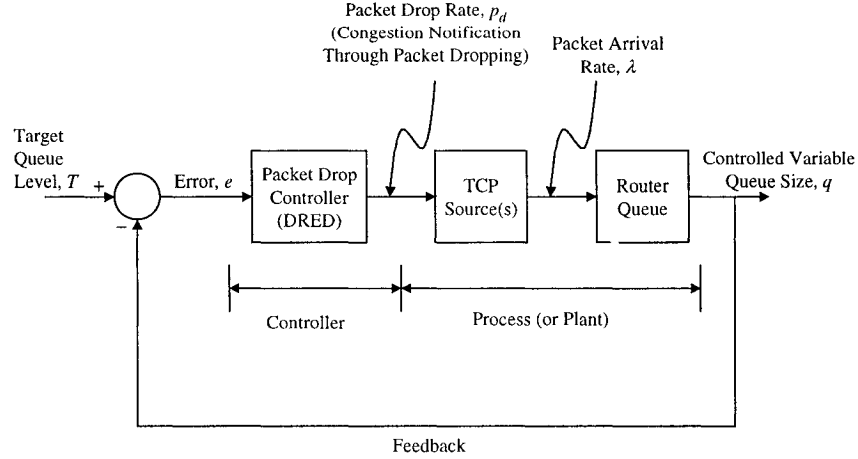 Packet Drop Rate, p_d
(Congestion Notification
Through Packet Dropping)
Packet Arrival
Rate, λ
Target
Queue
Level, T
+
−
Error, e
Packet Drop
Controller
(DRED)
TCP
Source(s)
Router
Queue
Controlled Variable
Queue Size, q
Controller
Process (or Plant)
Feedback